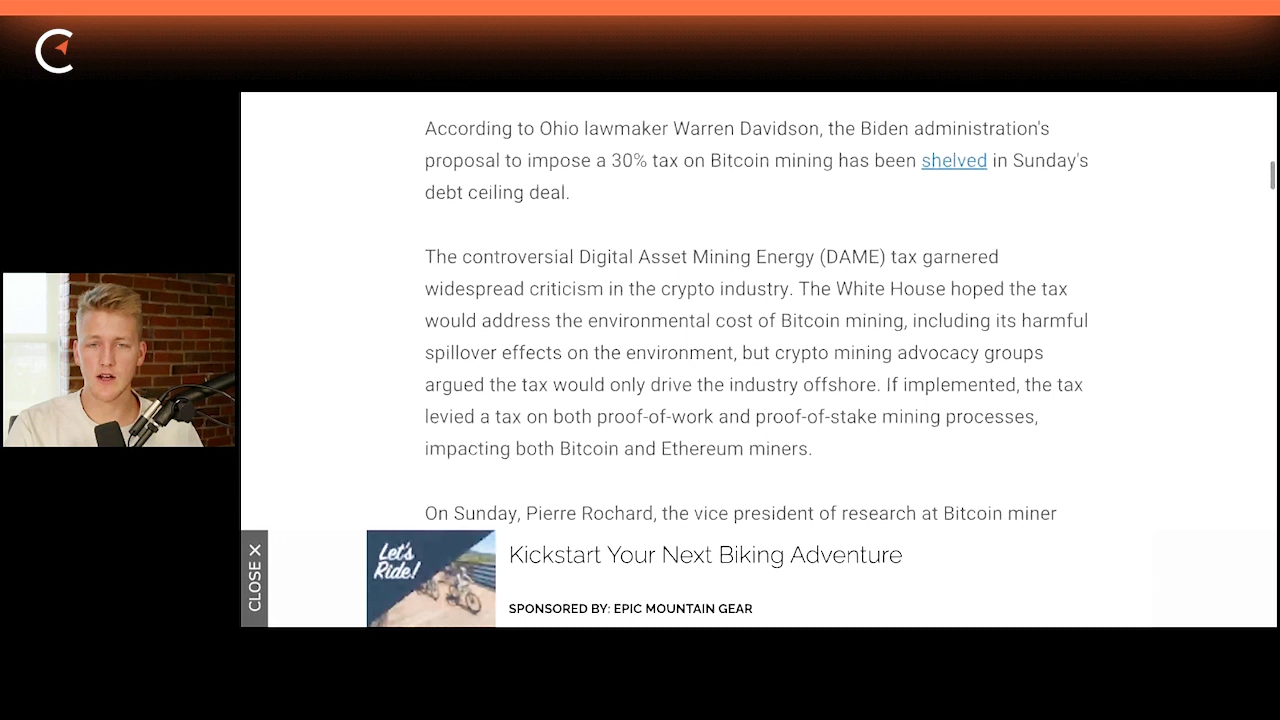 According to Ohio lawmaker Warren Davidson, the Biden administration's
proposal to impose a 30% tax on Bitcoin mining has been shelved in Sunday's
debt ceiling deal.
The controversial Digital Asset Mining Energy (DAME) tax garnered
widespread criticism in the crypto industry. The White House hoped the tax
would address the environmental cost of Bitcoin mining, including its harmful
spillover effects on the environment, but crypto mining advocacy groups
argued the tax would only drive the industry offshore. If implemented, the tax
levied a tax on both proof-of-work and proof-of-stake mining processes,
impacting both Bitcoin and Ethereum miners.
On Sunday, Pierre Rochard, the vice president of research at Bitcoin miner
CLOSE X
Let's
Ride!
Kickstart Your Next Biking Adventure
SPONSORED BY: EPIC MOUNTAIN GEAR